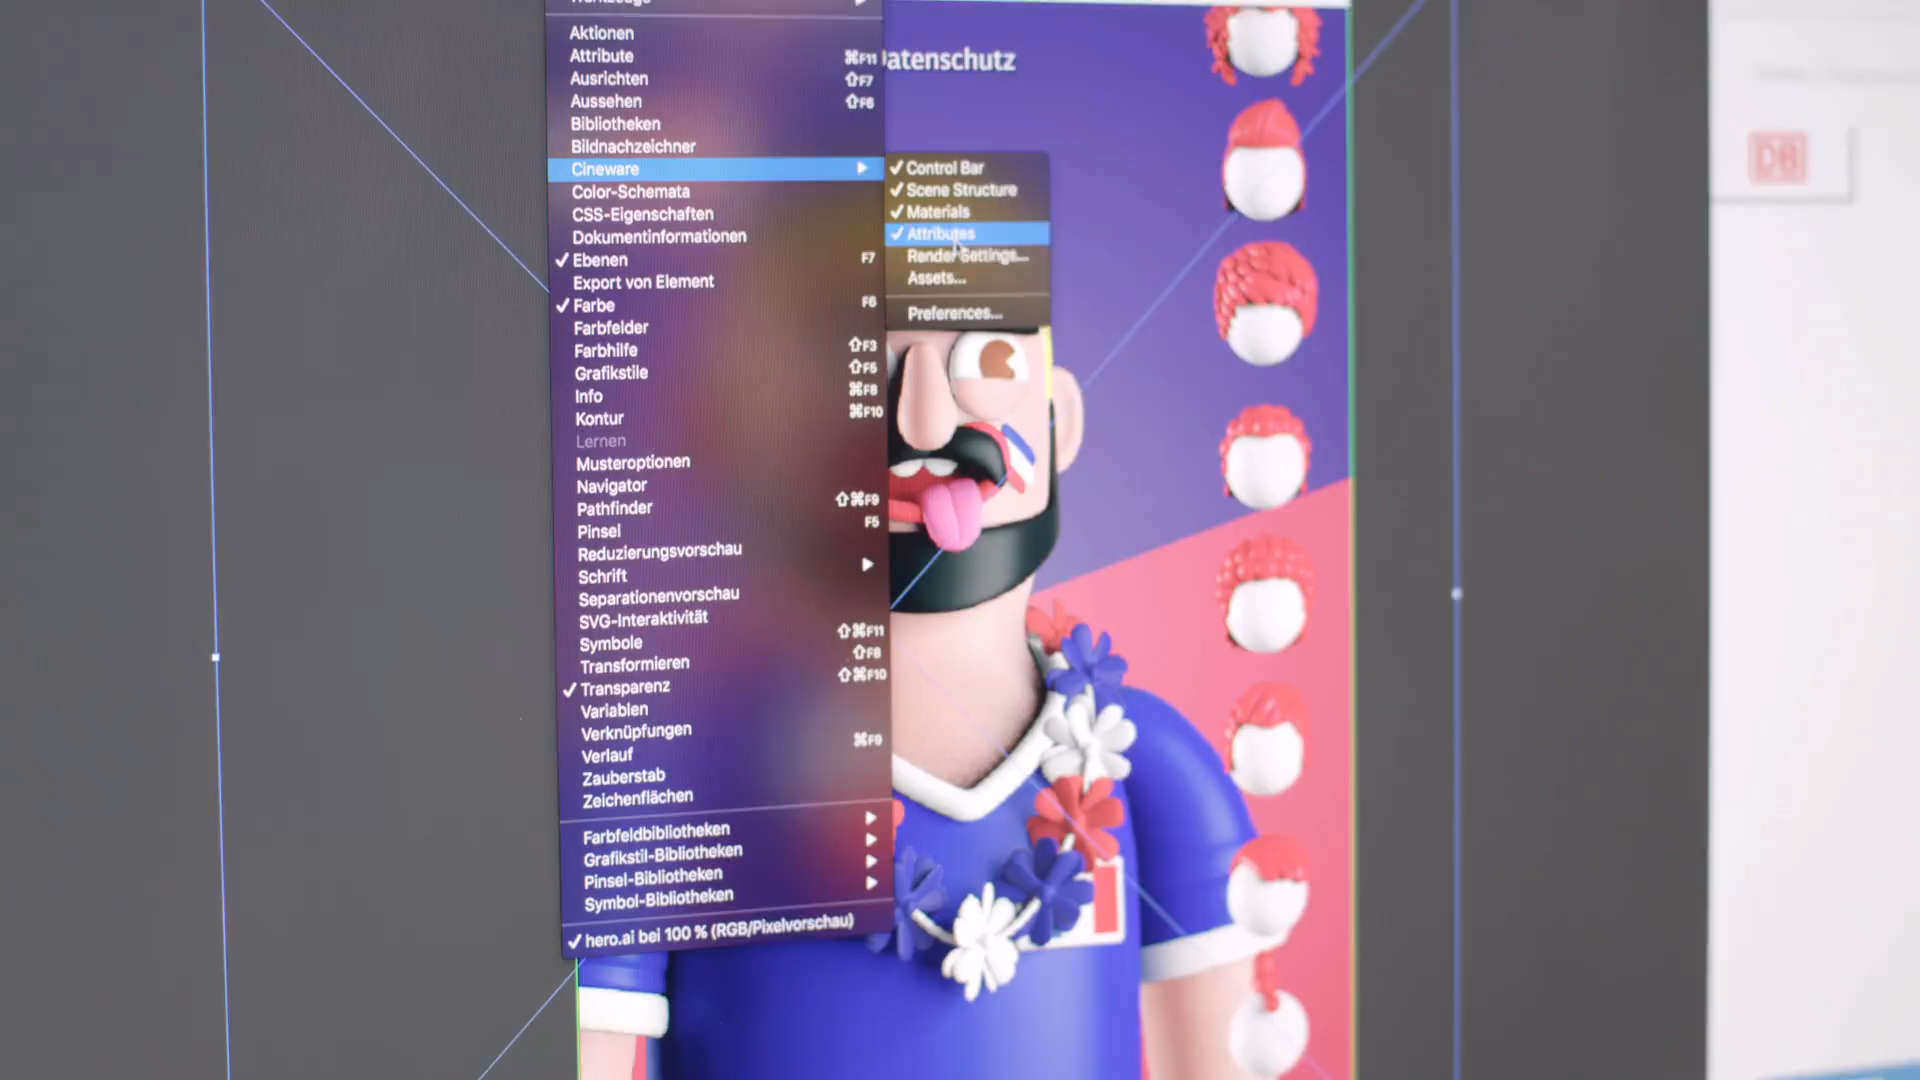 Werkzeuge
Aktionen
Attribute ⌘F11
Ausrichten ⇧F7
Aussehen ⇧F6
Bibliotheken
Bildnachzeichner
Cineware
Color-Schemata
CSS-Eigenschaften
Dokumentinformationen
✓ Ebenen F7
Export von Element
✓ Farbe F6
Farbfelder
Farbhilfe ⇧F3
Grafikstile ⇧F5
Info ⌘F8
Kontur ⌘F10
Lernen
Musteroptionen
Navigator
Pathfinder ⇧⌘F9
Pinsel F5
Reduzierungsvorschau
Schrift
Separationenvorschau
SVG-Interaktivität
Symbole ⇧⌘F11
Transformieren ⇧F8
✓ Transparenz ⇧⌘F10
Variablen
Verknüpfungen
Verlauf ⌘F9
Zauberstab
Zeichenflächen
Farbfeldbibliotheken
Grafikstil-Bibliotheken
Pinsel-Bibliotheken
Symbol-Bibliotheken
✓ hero.ai bei 100 % (RGB/Pixelvorschau)
✓ Control Bar
✓ Scene Structure
✓ Materials
✓ Attributes
Render Settings...
Assets...
Preferences...
atenschutz
DB